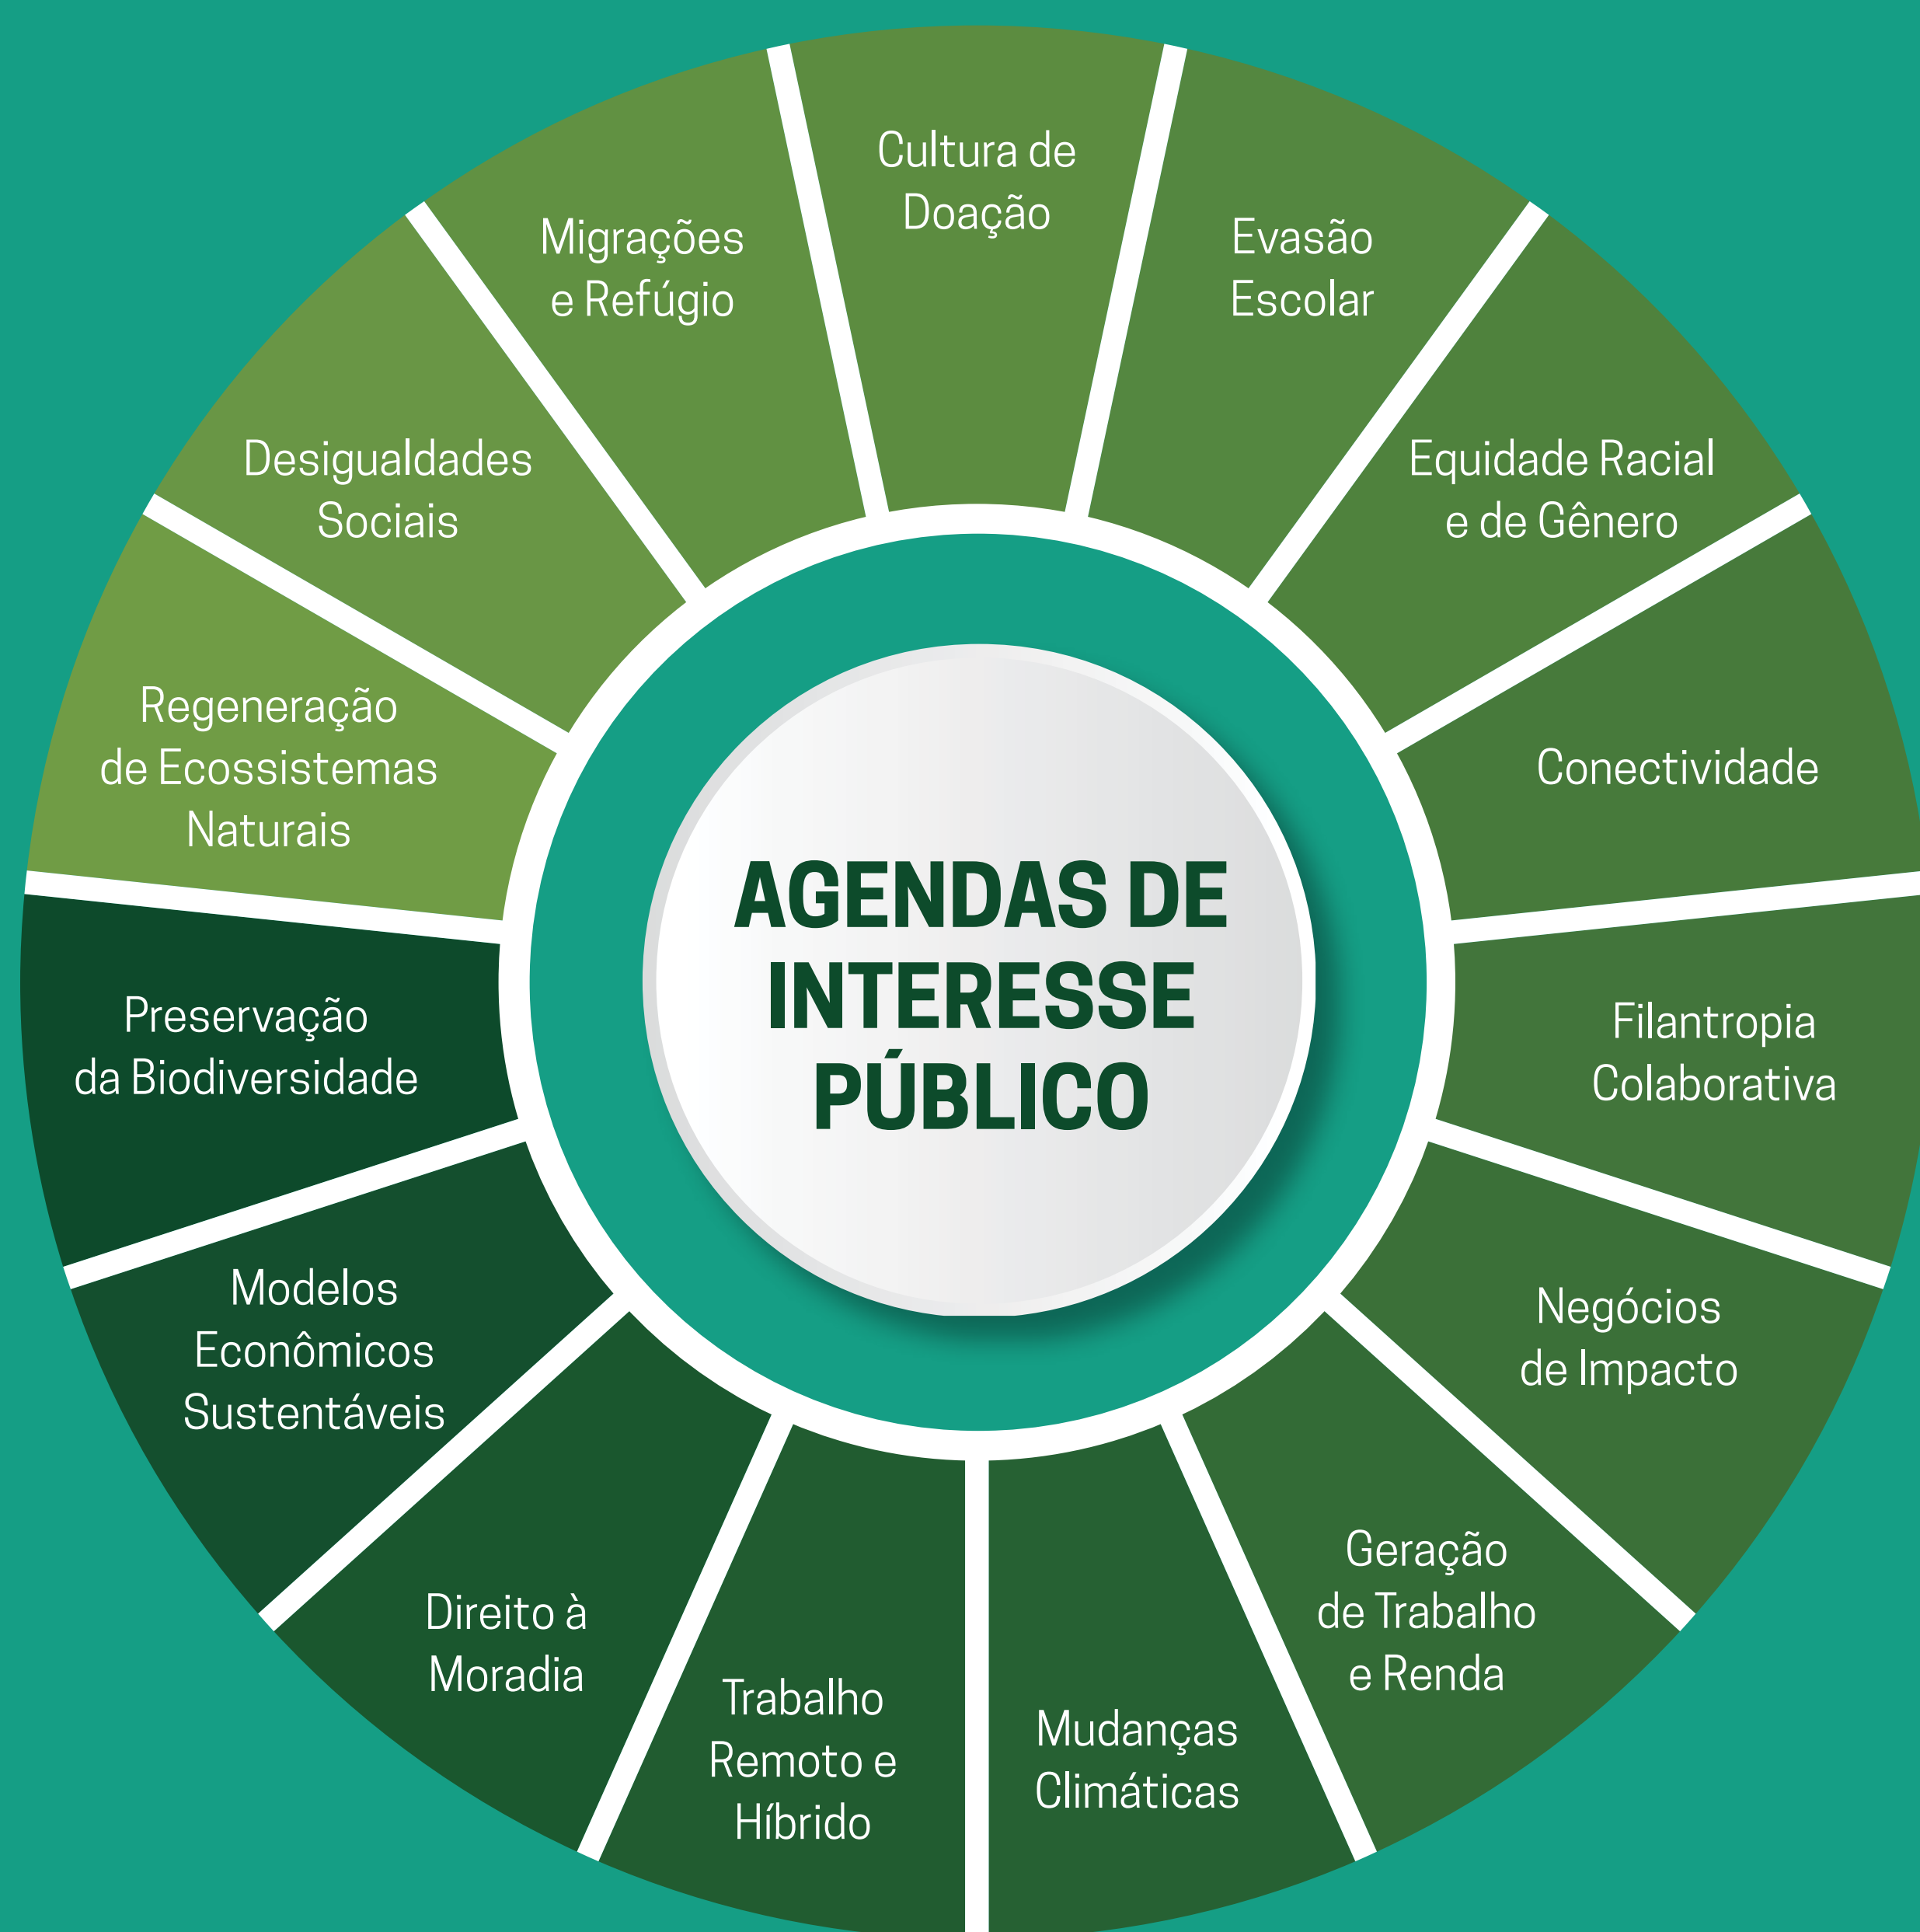 Cultura de
Doação
Evasão
Escolar
Equidade Racial
e de Gênero
Conectividade
Filantropia
Colaborativa
Negócios
de Impacto
Geração
de Trabalho
e Renda
Mudanças
Climáticas
Trabalho
Remoto e
Híbrido
Direito à
Moradia
Modelos
Econômicos
Sustentáveis
Preservação
da Biodiversidade
Regeneração
de Ecossistemas
Naturais
Desigualdades
Sociais
Migrações
e Refúgio
AGENDAS DE
INTERESSE
PÚBLICO